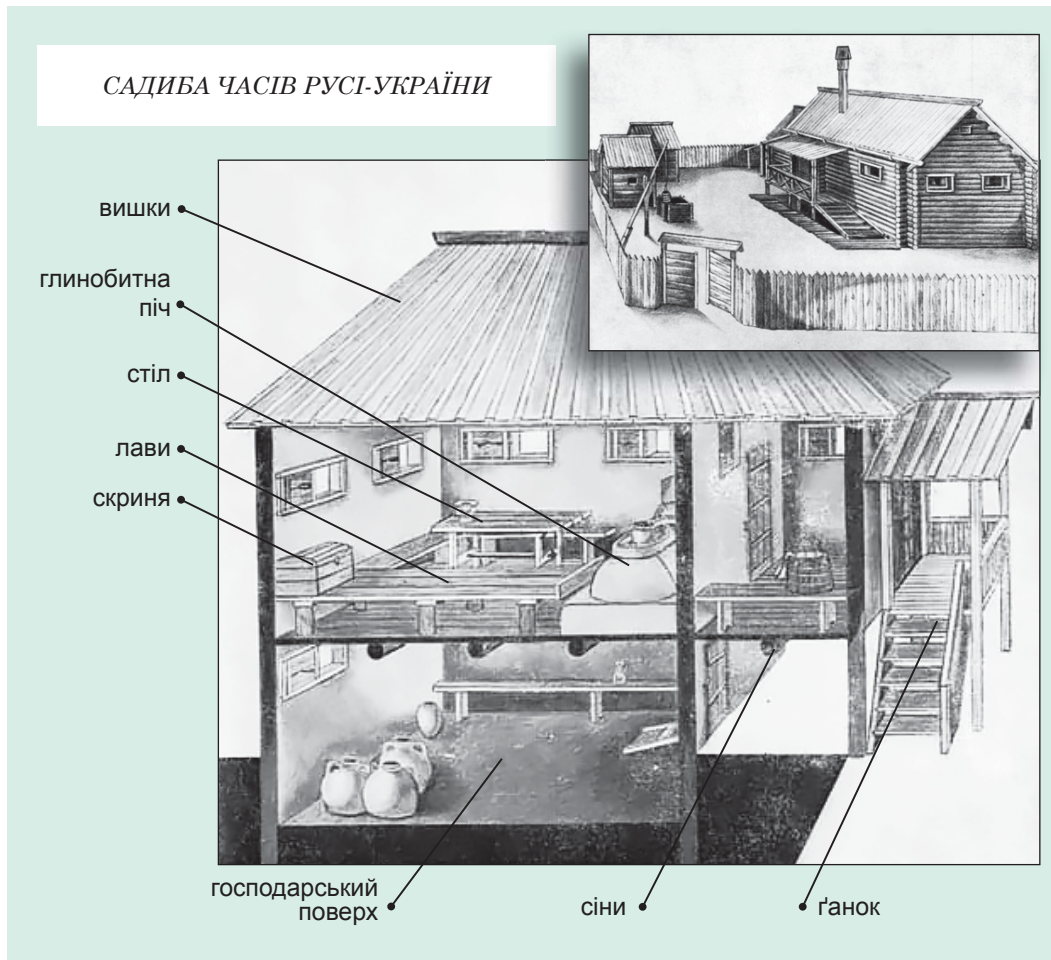 САДИБА ЧАСІВ РУСІ-УКРАЇНИ
вишки
глинобитна
піч
стіл
лави
скриня
господарський
поверх
сіни
ґанок